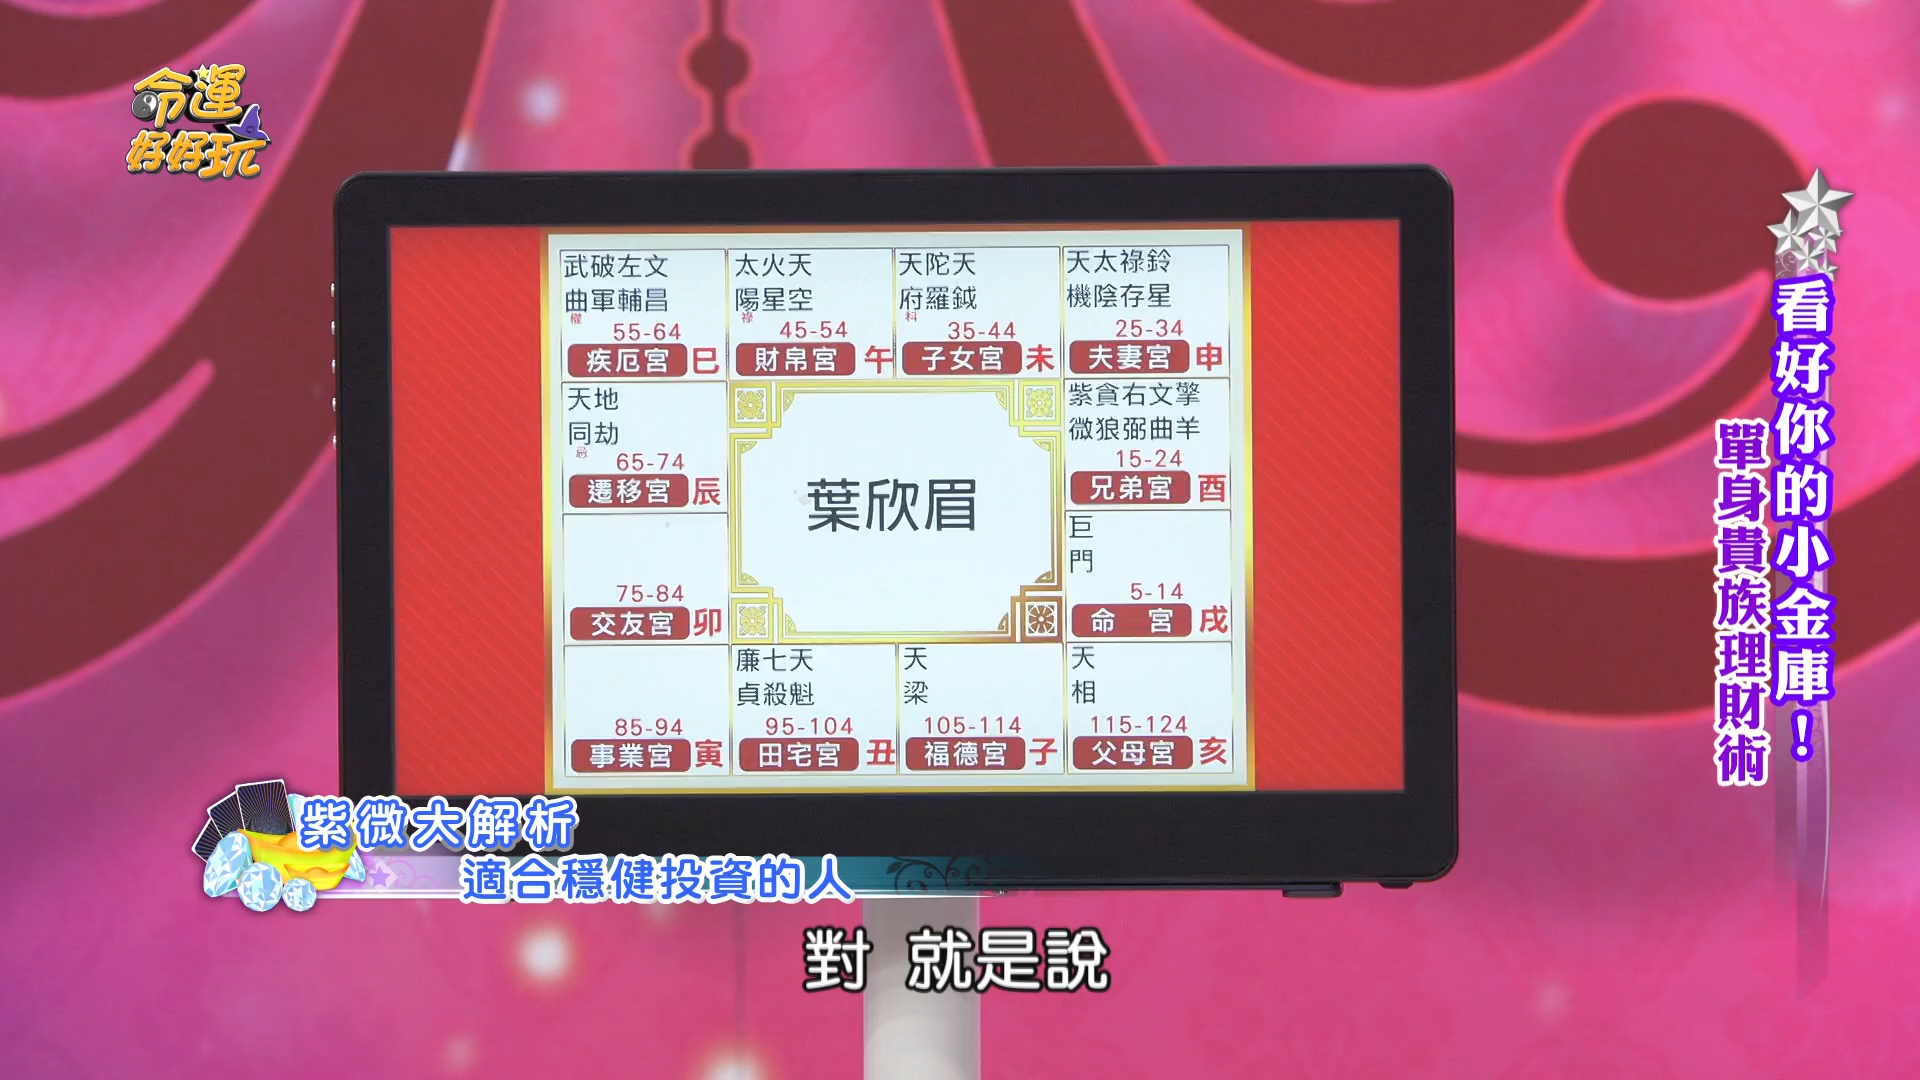 命運
好好玩
看好你的小金庫！
單身貴族理財術
武破左文
曲軍輔昌
權
55-64
疾厄宮 巳
太火天
陽星空
祿
45-54
財帛宮 午
天陀天
府羅鉞
科
35-44
子女宮 未
天太祿鈴
機陰存星
25-34
夫妻宮 申
天地
同劫
忌
65-74
遷移宮 辰
葉欣眉
紫貪右文擎
微狼弼曲羊
15-24
兄弟宮 酉
75-84
交友宮 卯
巨
門
5-14
命 宮 戌
85-94
事業宮 寅
廉七天
貞殺魁
95-104
田宅宮 丑
天
梁
105-114
福德宮 子
天
相
115-124
父母宮 亥
紫微大解析
適合穩健投資的人
對 就是說